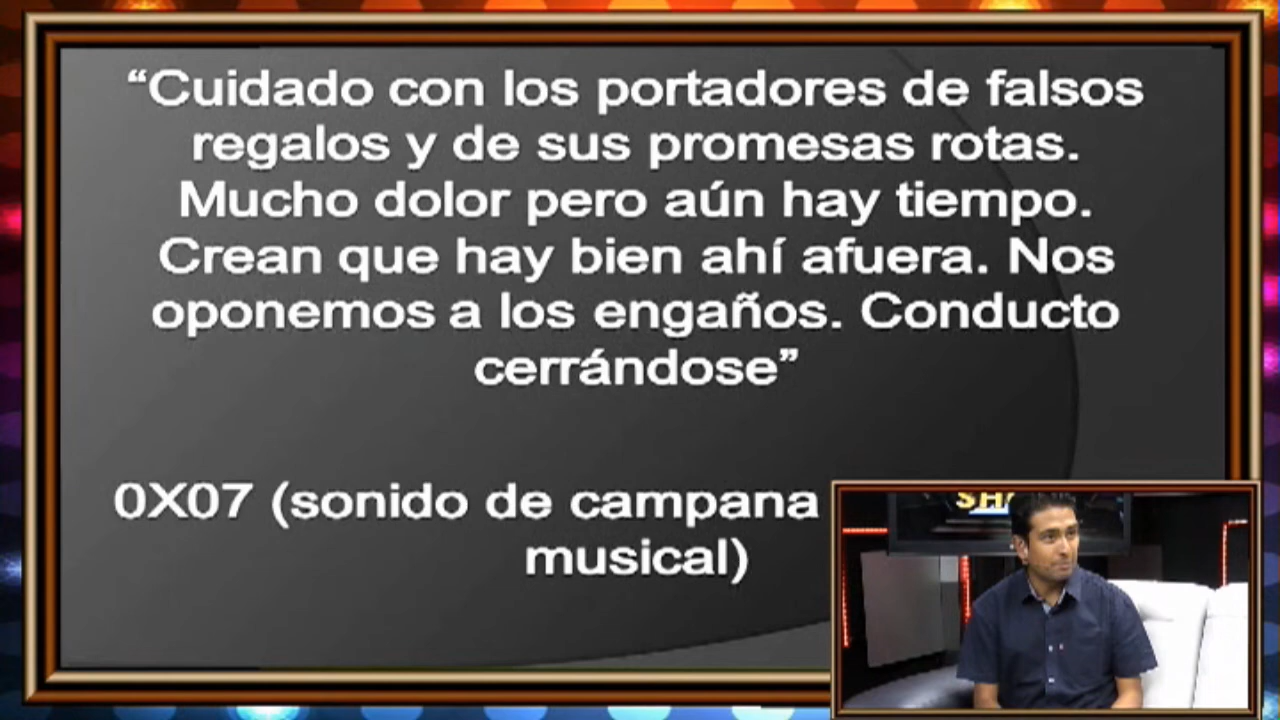 “Cuidado con los portadores de falsos
regalos y de sus promesas rotas.
Mucho dolor pero aún hay tiempo.
Crean que hay bien ahí afuera. Nos
oponemos a los engaños. Conducto
cerrándose”
0X07 (sonido de campana
musical)